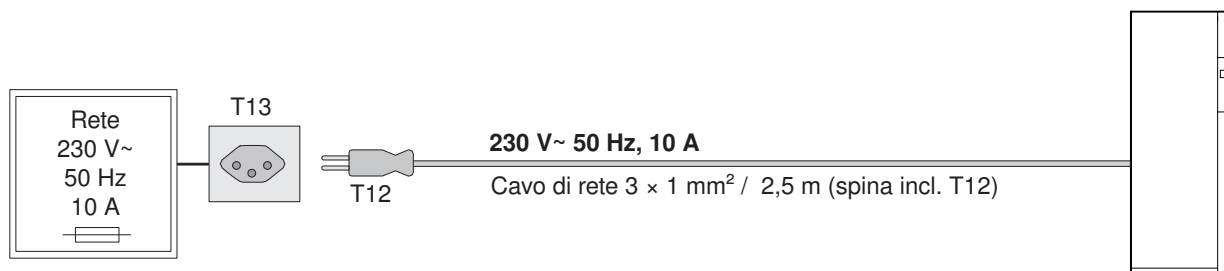 Rete
230 V~
50 Hz
10 A
T13
T12
230 V~ 50 Hz, 10 A
Cavo di rete 3 × 1 mm² / 2,5 m (spina incl. T12)